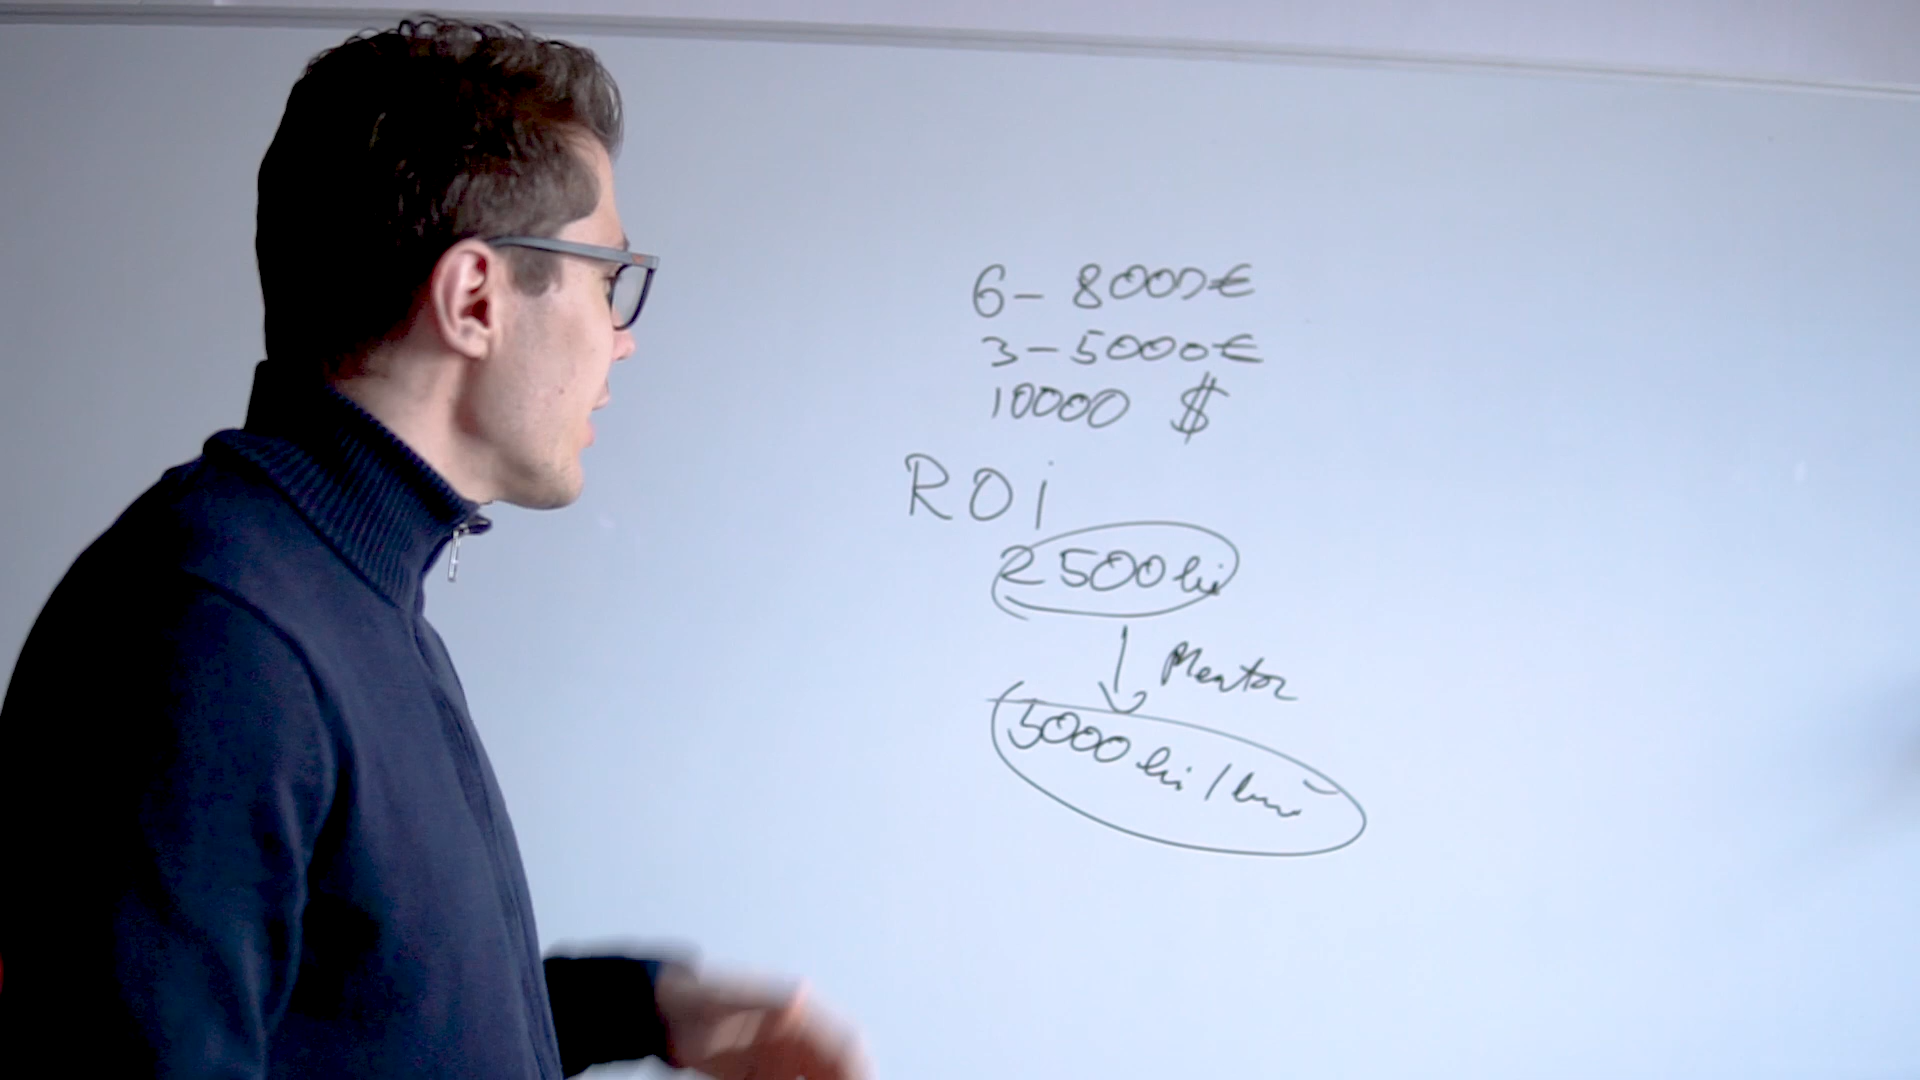 6 - 8000€
3 - 5000€
10000 $
ROi
2500 lei
Mentor
5000 lei / lună